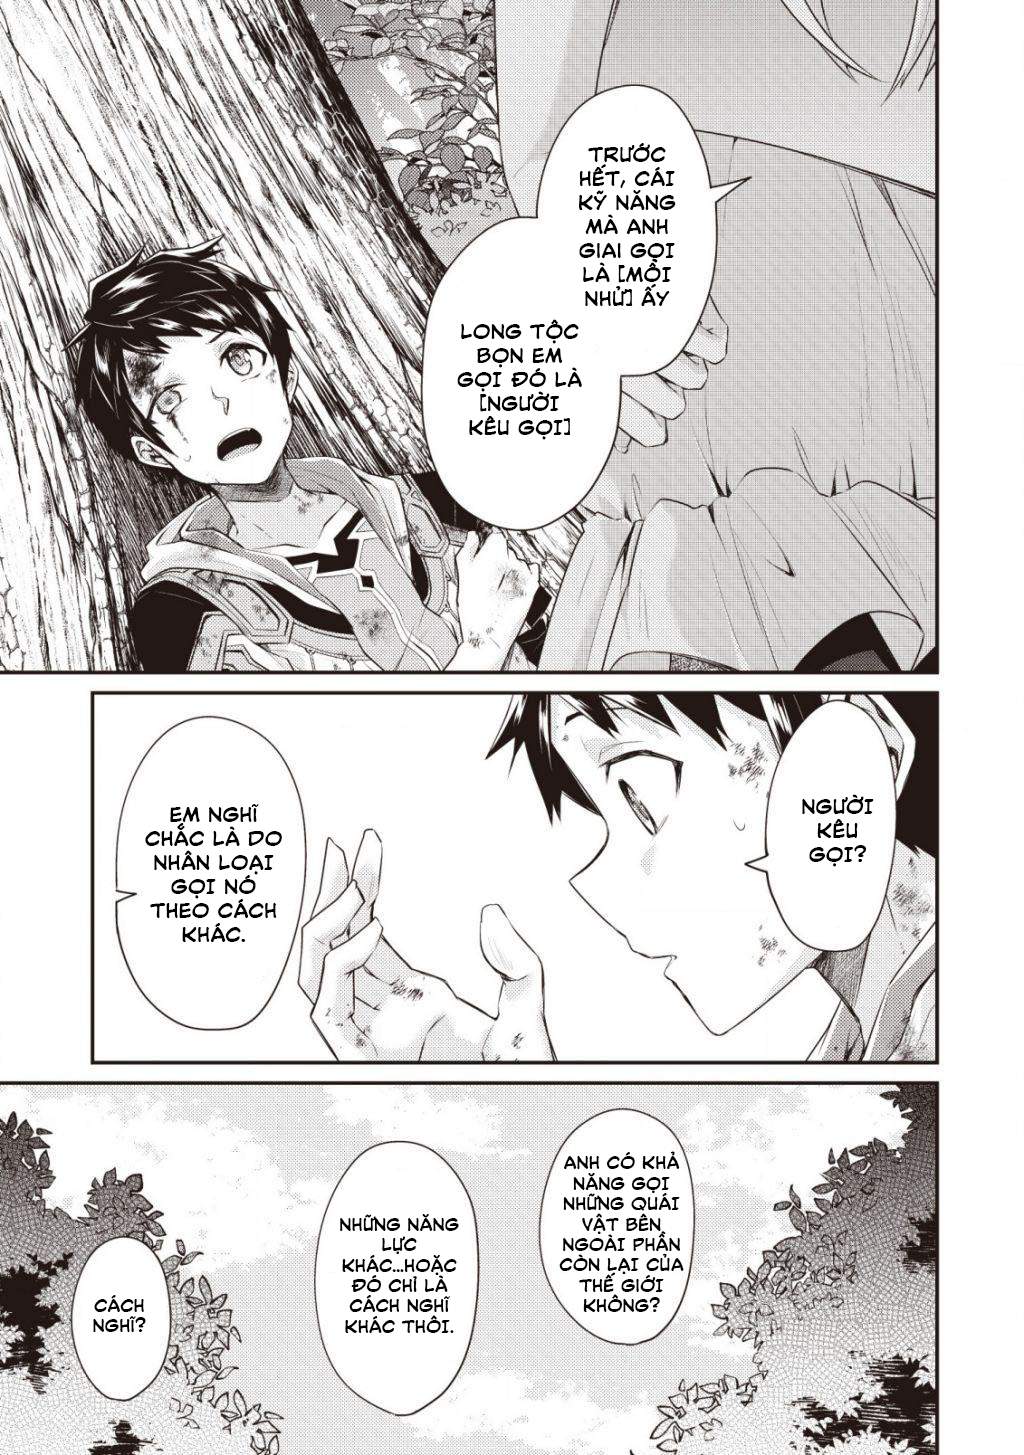 TRƯỚC
HẾT, CÁI
KỸ NĂNG
MÀ ANH
GIAI GỌI
LÀ [MỒI
NHỬ] ẤY
LONG TỘC
BỌN EM
GỌI ĐÓ LÀ
[NGƯỜI
KÊU GỌI]
NGƯỜI
KÊU
GỌI?
EM NGHĨ
CHẮC LÀ DO
NHÂN LOẠI
GỌI NÓ
THEO CÁCH
KHÁC.
ANH CÓ KHẢ
NĂNG GỌI
NHỮNG QUÁI
VẬT BÊN
NGOÀI PHẦN
CÒN LẠI CỦA
THẾ GIỚI
KHÔNG?
NHỮNG NĂNG
LỰC
KHÁC...HOẶC
ĐÓ CHỈ LÀ
CÁCH NGHĨ
KHÁC THÔI.
CÁCH
NGHĨ?